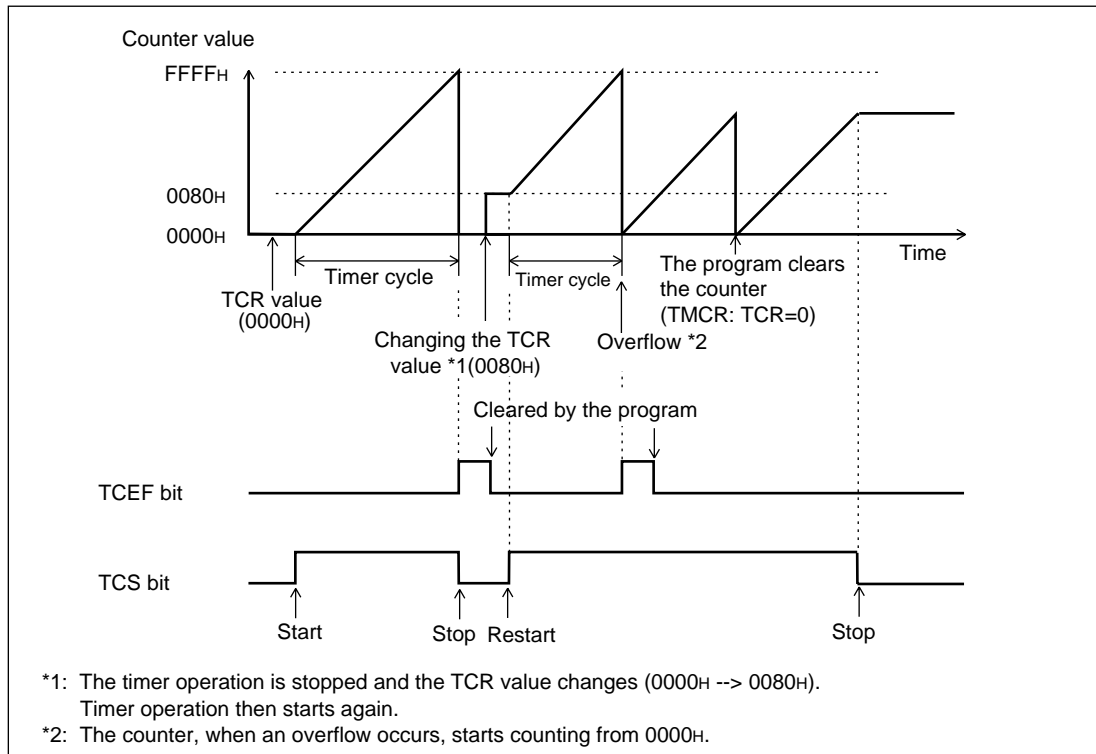 Counter value
FFFFH
0080H
0000H
Time
Timer cycle
Timer cycle
TCR value
(0000H)
The program clears
the counter
(TMCR: TCR=0)
Changing the TCR
value *1(0080H)
Overflow *2
Cleared by the program
TCEF bit
TCS bit
Start
Stop
Restart
Stop
*1: The timer operation is stopped and the TCR value changes (0000H --> 0080H).
Timer operation then starts again.
*2: The counter, when an overflow occurs, starts counting from 0000H.